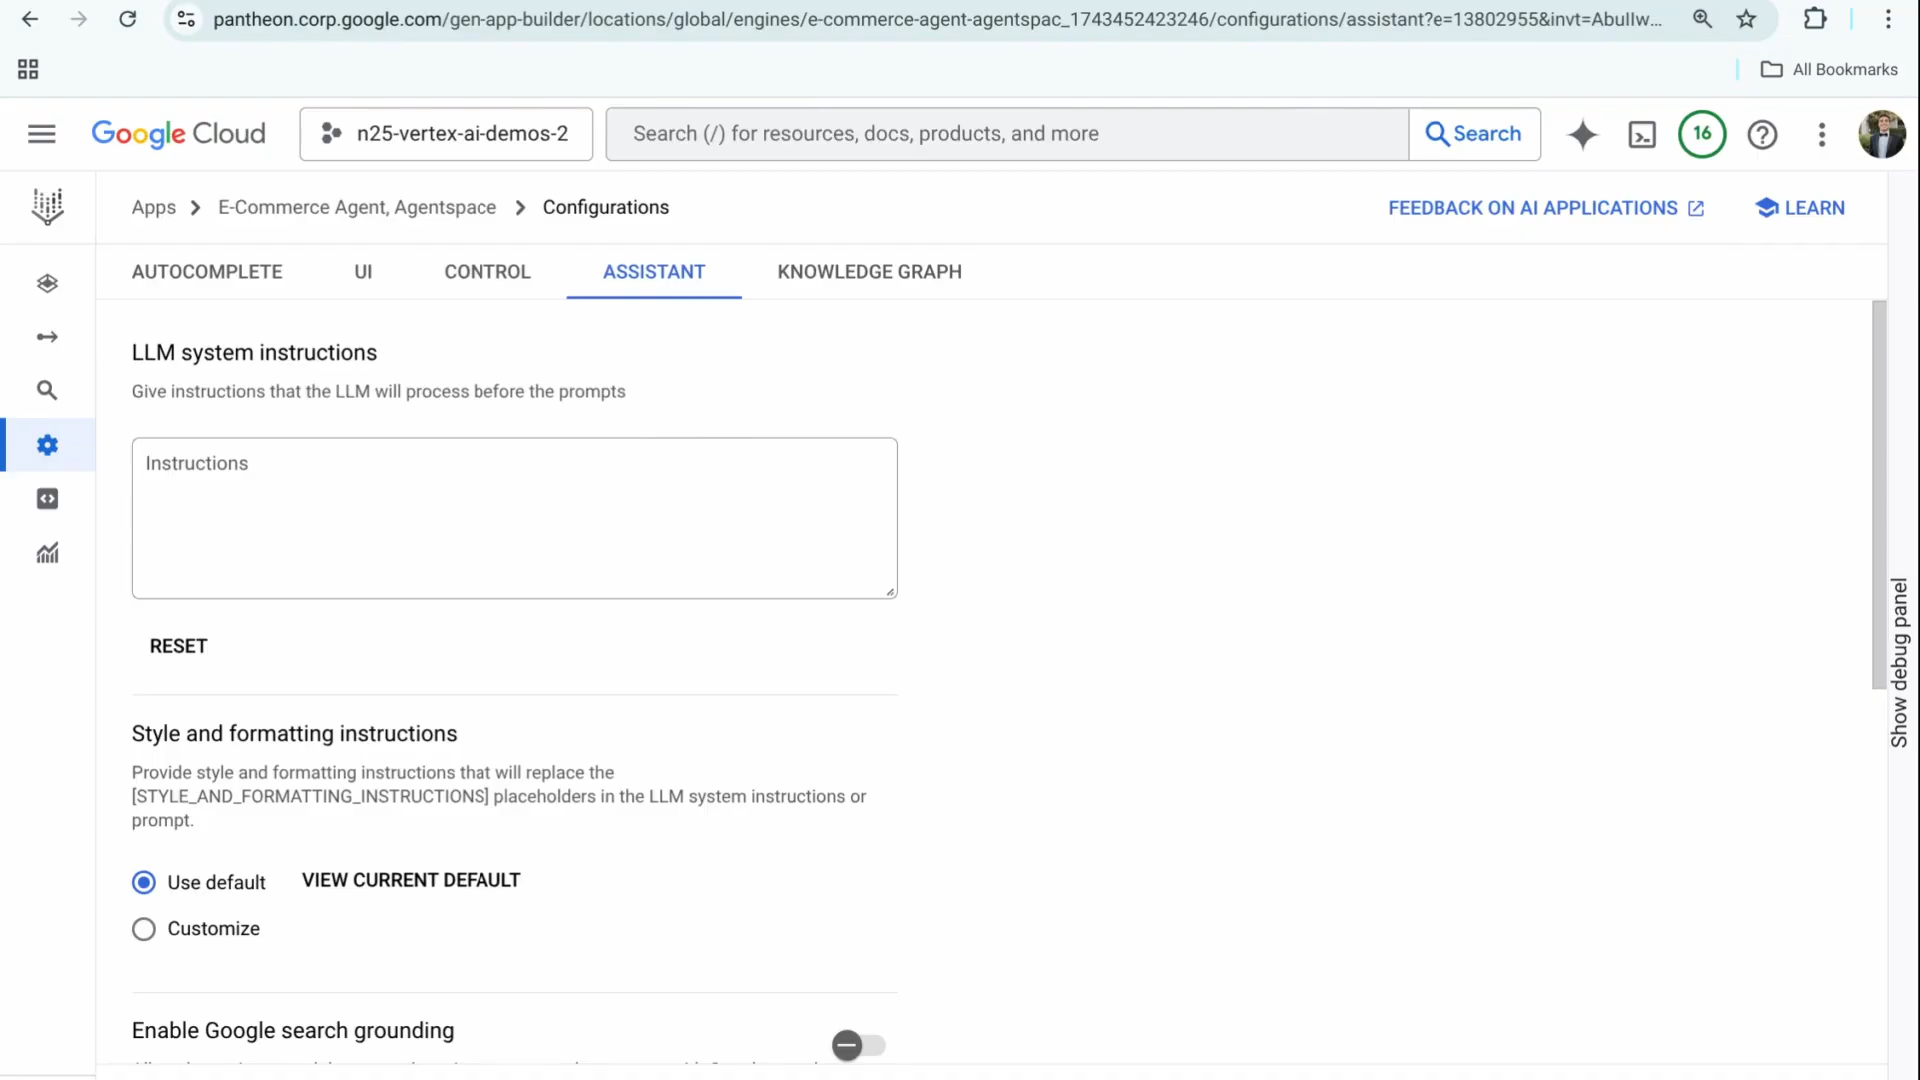 pantheon.corp.google.com/gen-app-builder/locations/global/engines/e-commerce-agent-agentspac_1743452423246/configurations/assistant?e=13802955&invt=AbuIIw...
All Bookmarks
Google Cloud
n25-vertex-ai-demos-2
Search (/) for resources, docs, products, and more
Search
16
Apps
E-Commerce Agent, Agentspace
Configurations
FEEDBACK ON AI APPLICATIONS
LEARN
AUTOCOMPLETE
UI
CONTROL
ASSISTANT
KNOWLEDGE GRAPH
LLM system instructions
Give instructions that the LLM will process before the prompts
Instructions
RESET
Style and formatting instructions
Provide style and formatting instructions that will replace the
[STYLE_AND_FORMATTING_INSTRUCTIONS] placeholders in the LLM system instructions or
prompt.
Use default
VIEW CURRENT DEFAULT
Customize
Enable Google search grounding
Show debug panel